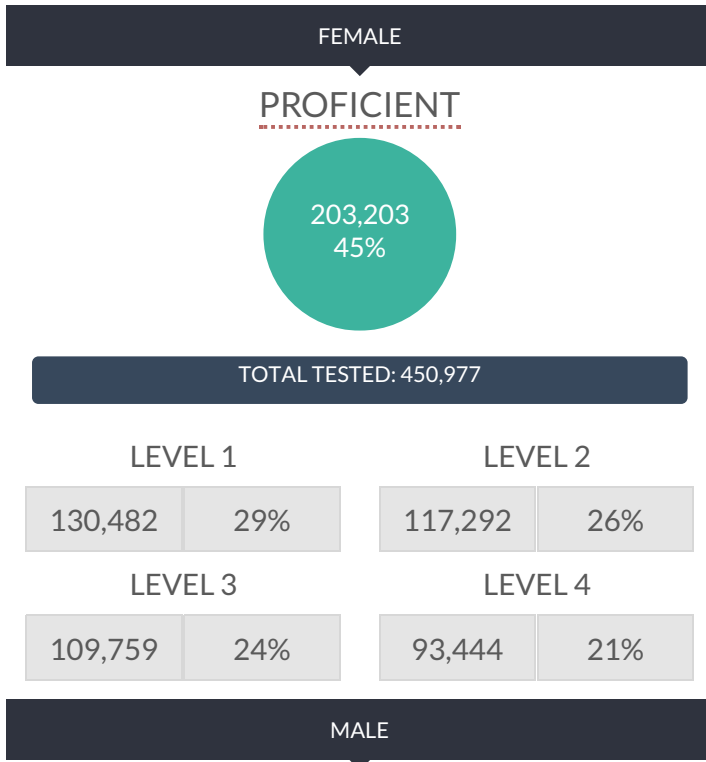 FEMALE
PROFICIENT
203,203
45%
TOTAL TESTED: 450,977
LEVEL 1
LEVEL 2
130,482 29%
117,292 26%
LEVEL 3
LEVEL 4
109,759 24%
93,444 21%
MALE